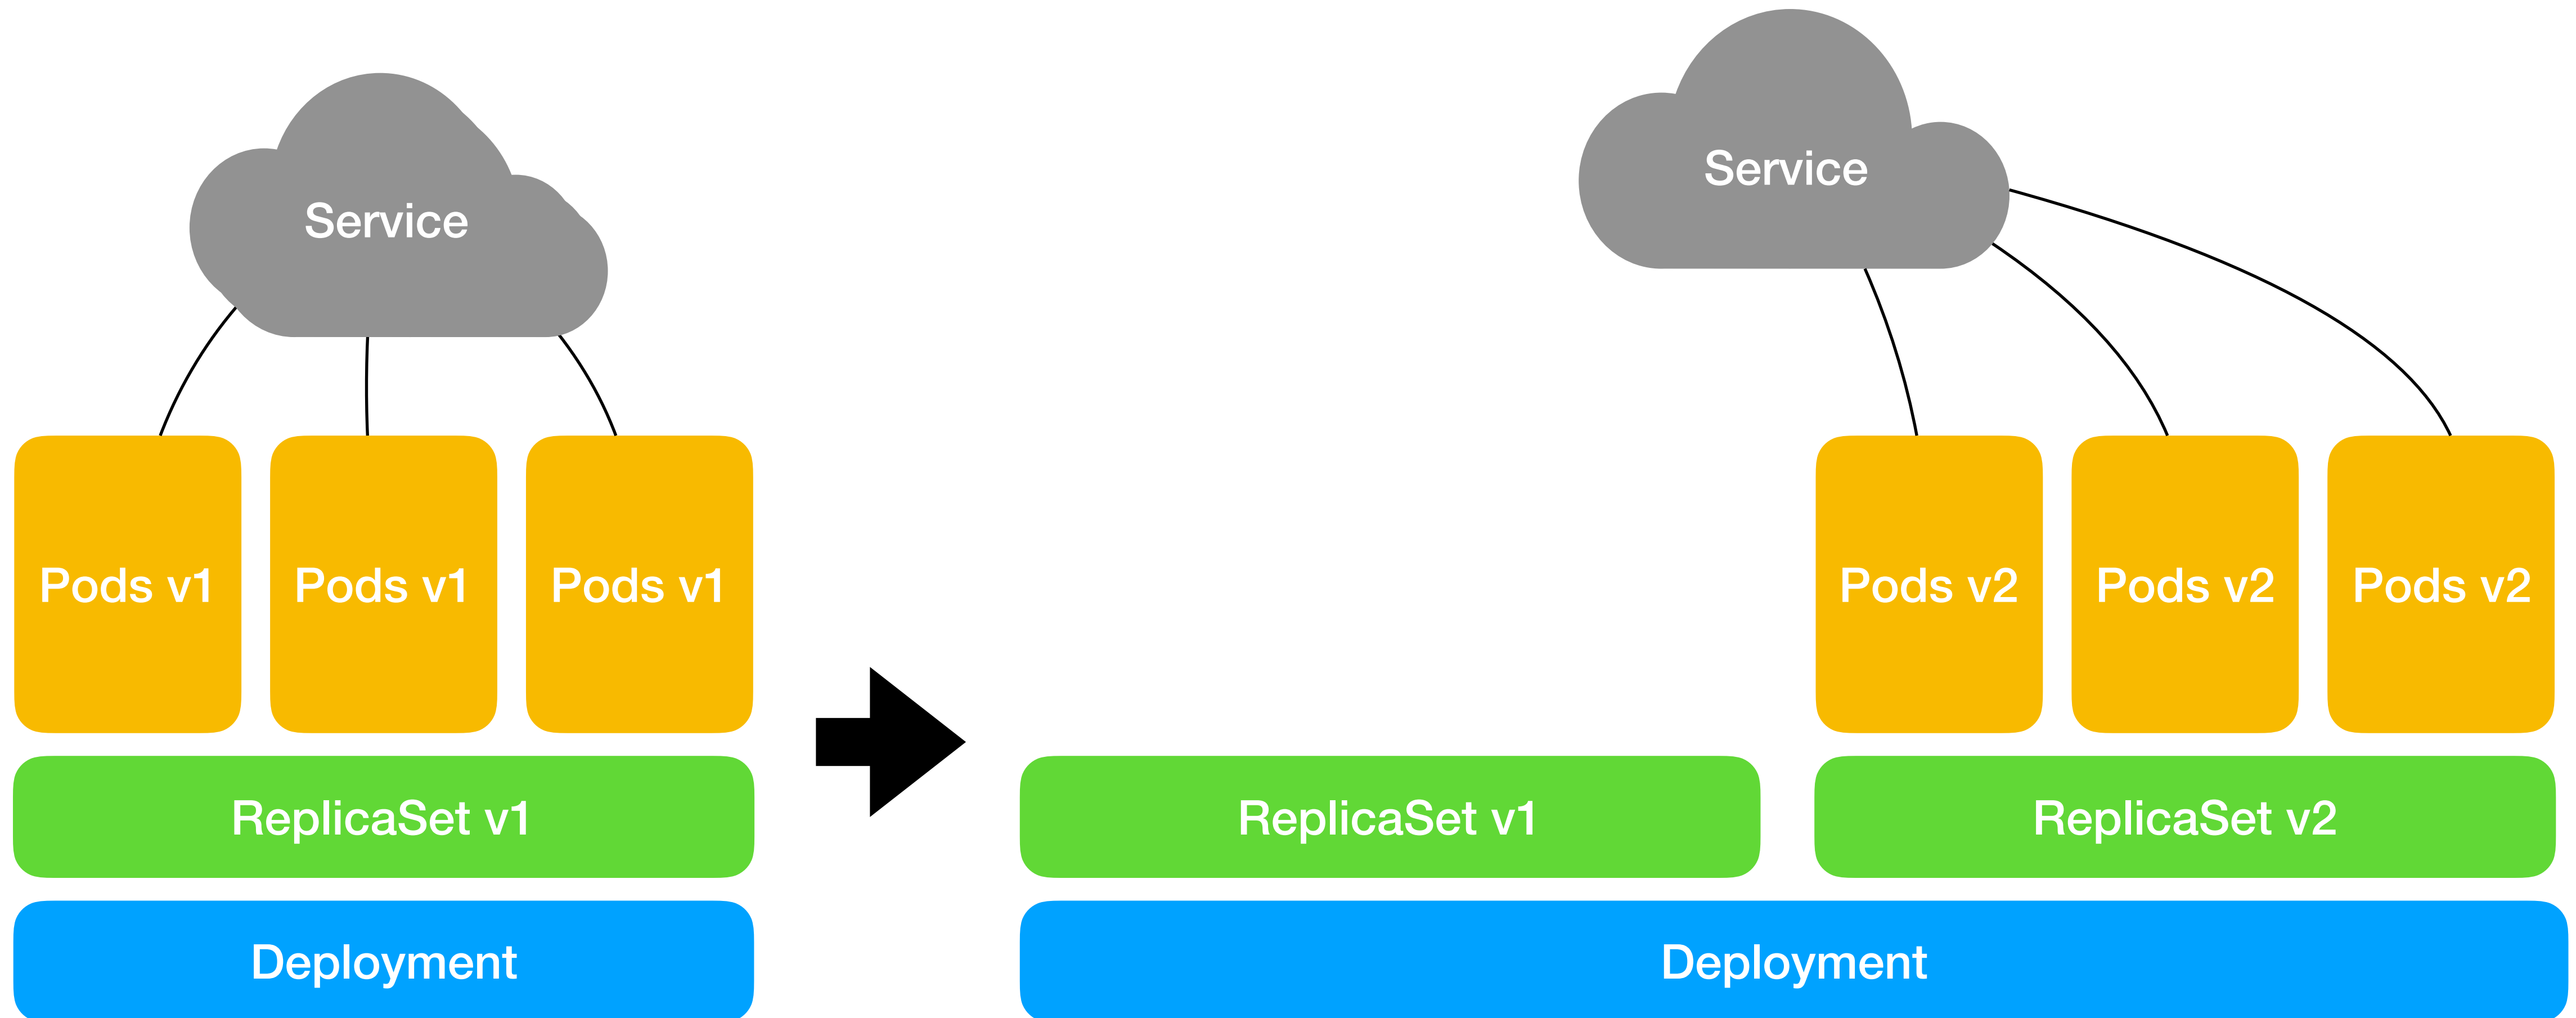 Service
Pods v1
Pods v1
Pods v1
ReplicaSet v1
Deployment
Service
Pods v2
Pods v2
Pods v2
ReplicaSet v1
ReplicaSet v2
Deployment